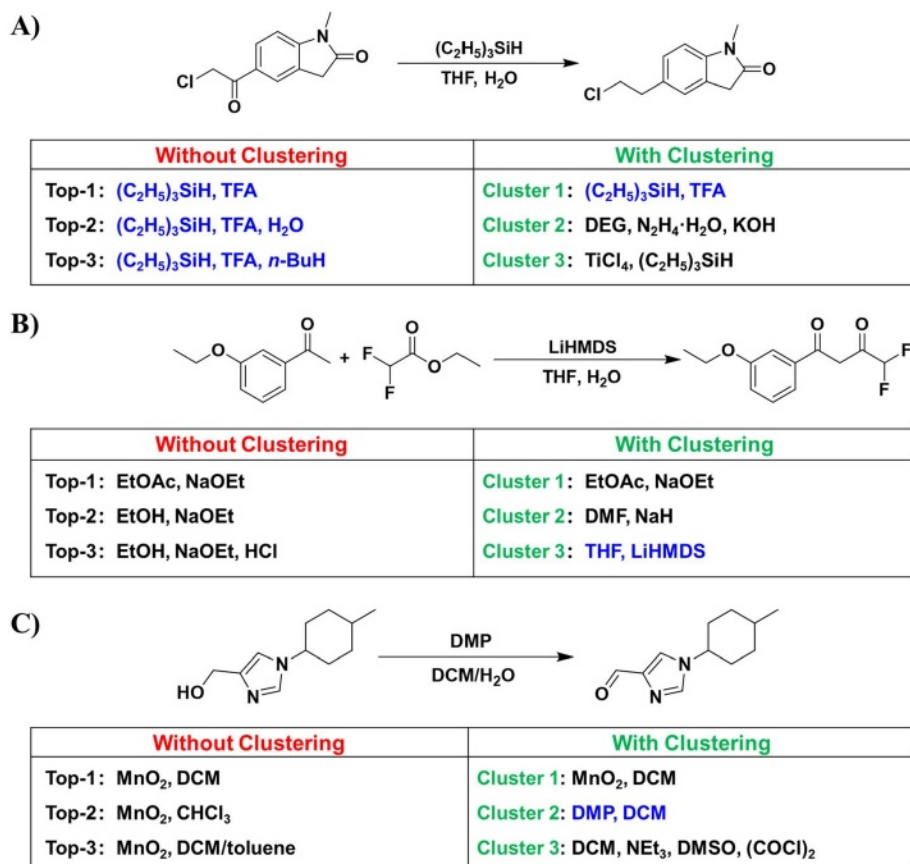 A)
N
O
Cl
O
(C₂H₅)₃SiH
THF, H₂O
N
O
Cl
Without Clustering
With Clustering
Top-1: (C₂H₅)₃SiH, TFA
Cluster 1: (C₂H₅)₃SiH, TFA
Top-2: (C₂H₅)₃SiH, TFA, H₂O
Cluster 2: DEG, N₂H₄·H₂O, KOH
Top-3: (C₂H₅)₃SiH, TFA, n-BuH
Cluster 3: TiCl₄, (C₂H₅)₃SiH
B)
O
O
+
F
F
O
O
LiHMDS
THF, H₂O
O
O
O
F
F
Without Clustering
With Clustering
Top-1: EtOAc, NaOEt
Cluster 1: EtOAc, NaOEt
Top-2: EtOH, NaOEt
Cluster 2: DMF, NaH
Top-3: EtOH, NaOEt, HCl
Cluster 3: THF, LiHMDS
C)
HO
N
N
DMP
DCM/H₂O
O
N
N
Without Clustering
With Clustering
Top-1: MnO₂, DCM
Cluster 1: MnO₂, DCM
Top-2: MnO₂, CHCl₃
Cluster 2: DMP, DCM
Top-3: MnO₂, DCM/toluene
Cluster 3: DCM, NEt₃, DMSO, (COCl)₂